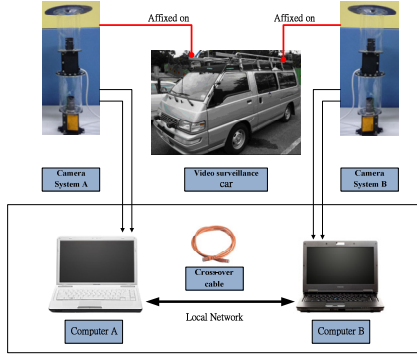 Affixed on
Affixed on
Camera
System A
Video surveillance
car
Camera
System B
Cross-over
cable
Computer A
Local Network
Computer B